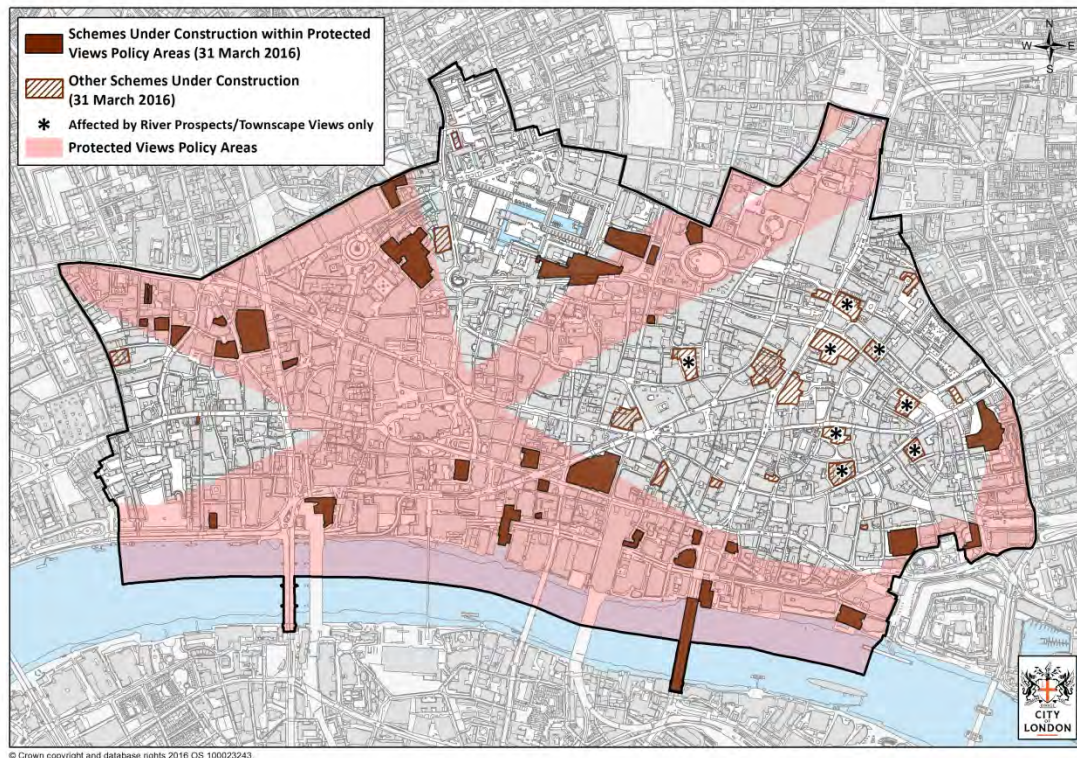 Schemes Under Construction within Protected
Views Policy Areas (31 March 2016)
Other Schemes Under Construction
(31 March 2016)
* Affected by River Prospects/Townscape Views only
Protected Views Policy Areas
N
W E
S
CITY
OF
LONDON
© Crown copyright and database rights 2016 OS 100023243